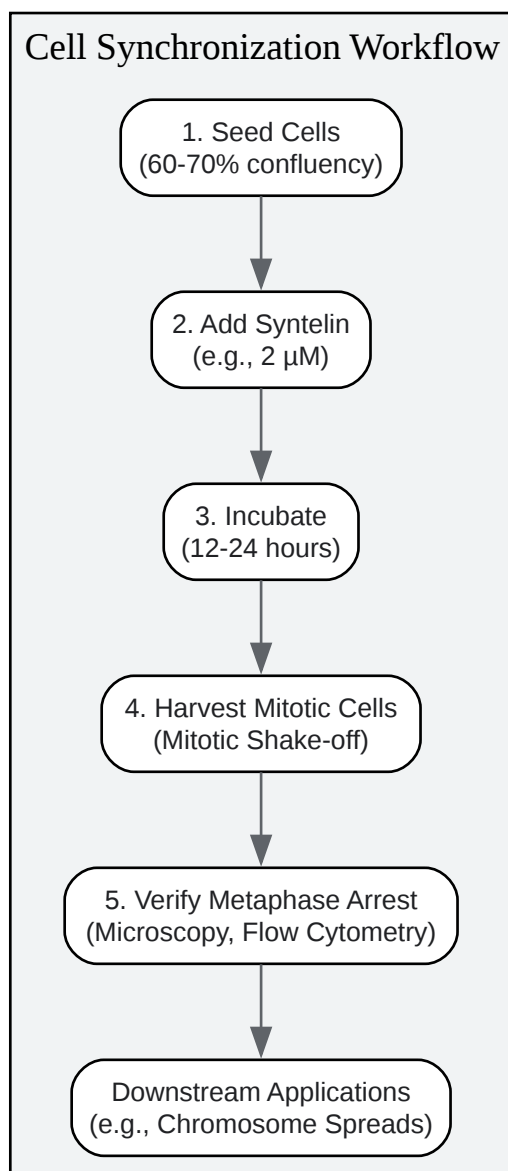 Cell Synchronization Workflow
1. Seed Cells
(60-70% confluency)
2. Add Syntelin
(e.g., 2 µM)
3. Incubate
(12-24 hours)
4. Harvest Mitotic Cells
(Mitotic Shake-off)
5. Verify Metaphase Arrest
(Microscopy, Flow Cytometry)
Downstream Applications
(e.g., Chromosome Spreads)